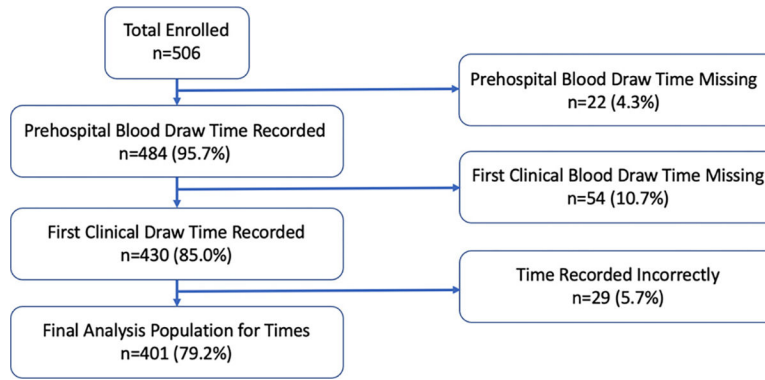 Total Enrolled
n=506
Prehospital Blood Draw Time Missing
n=22 (4.3%)
Prehospital Blood Draw Time Recorded
n=484 (95.7%)
First Clinical Blood Draw Time Missing
n=54 (10.7%)
First Clinical Draw Time Recorded
n=430 (85.0%)
Time Recorded Incorrectly
n=29 (5.7%)
Final Analysis Population for Times
n=401 (79.2%)